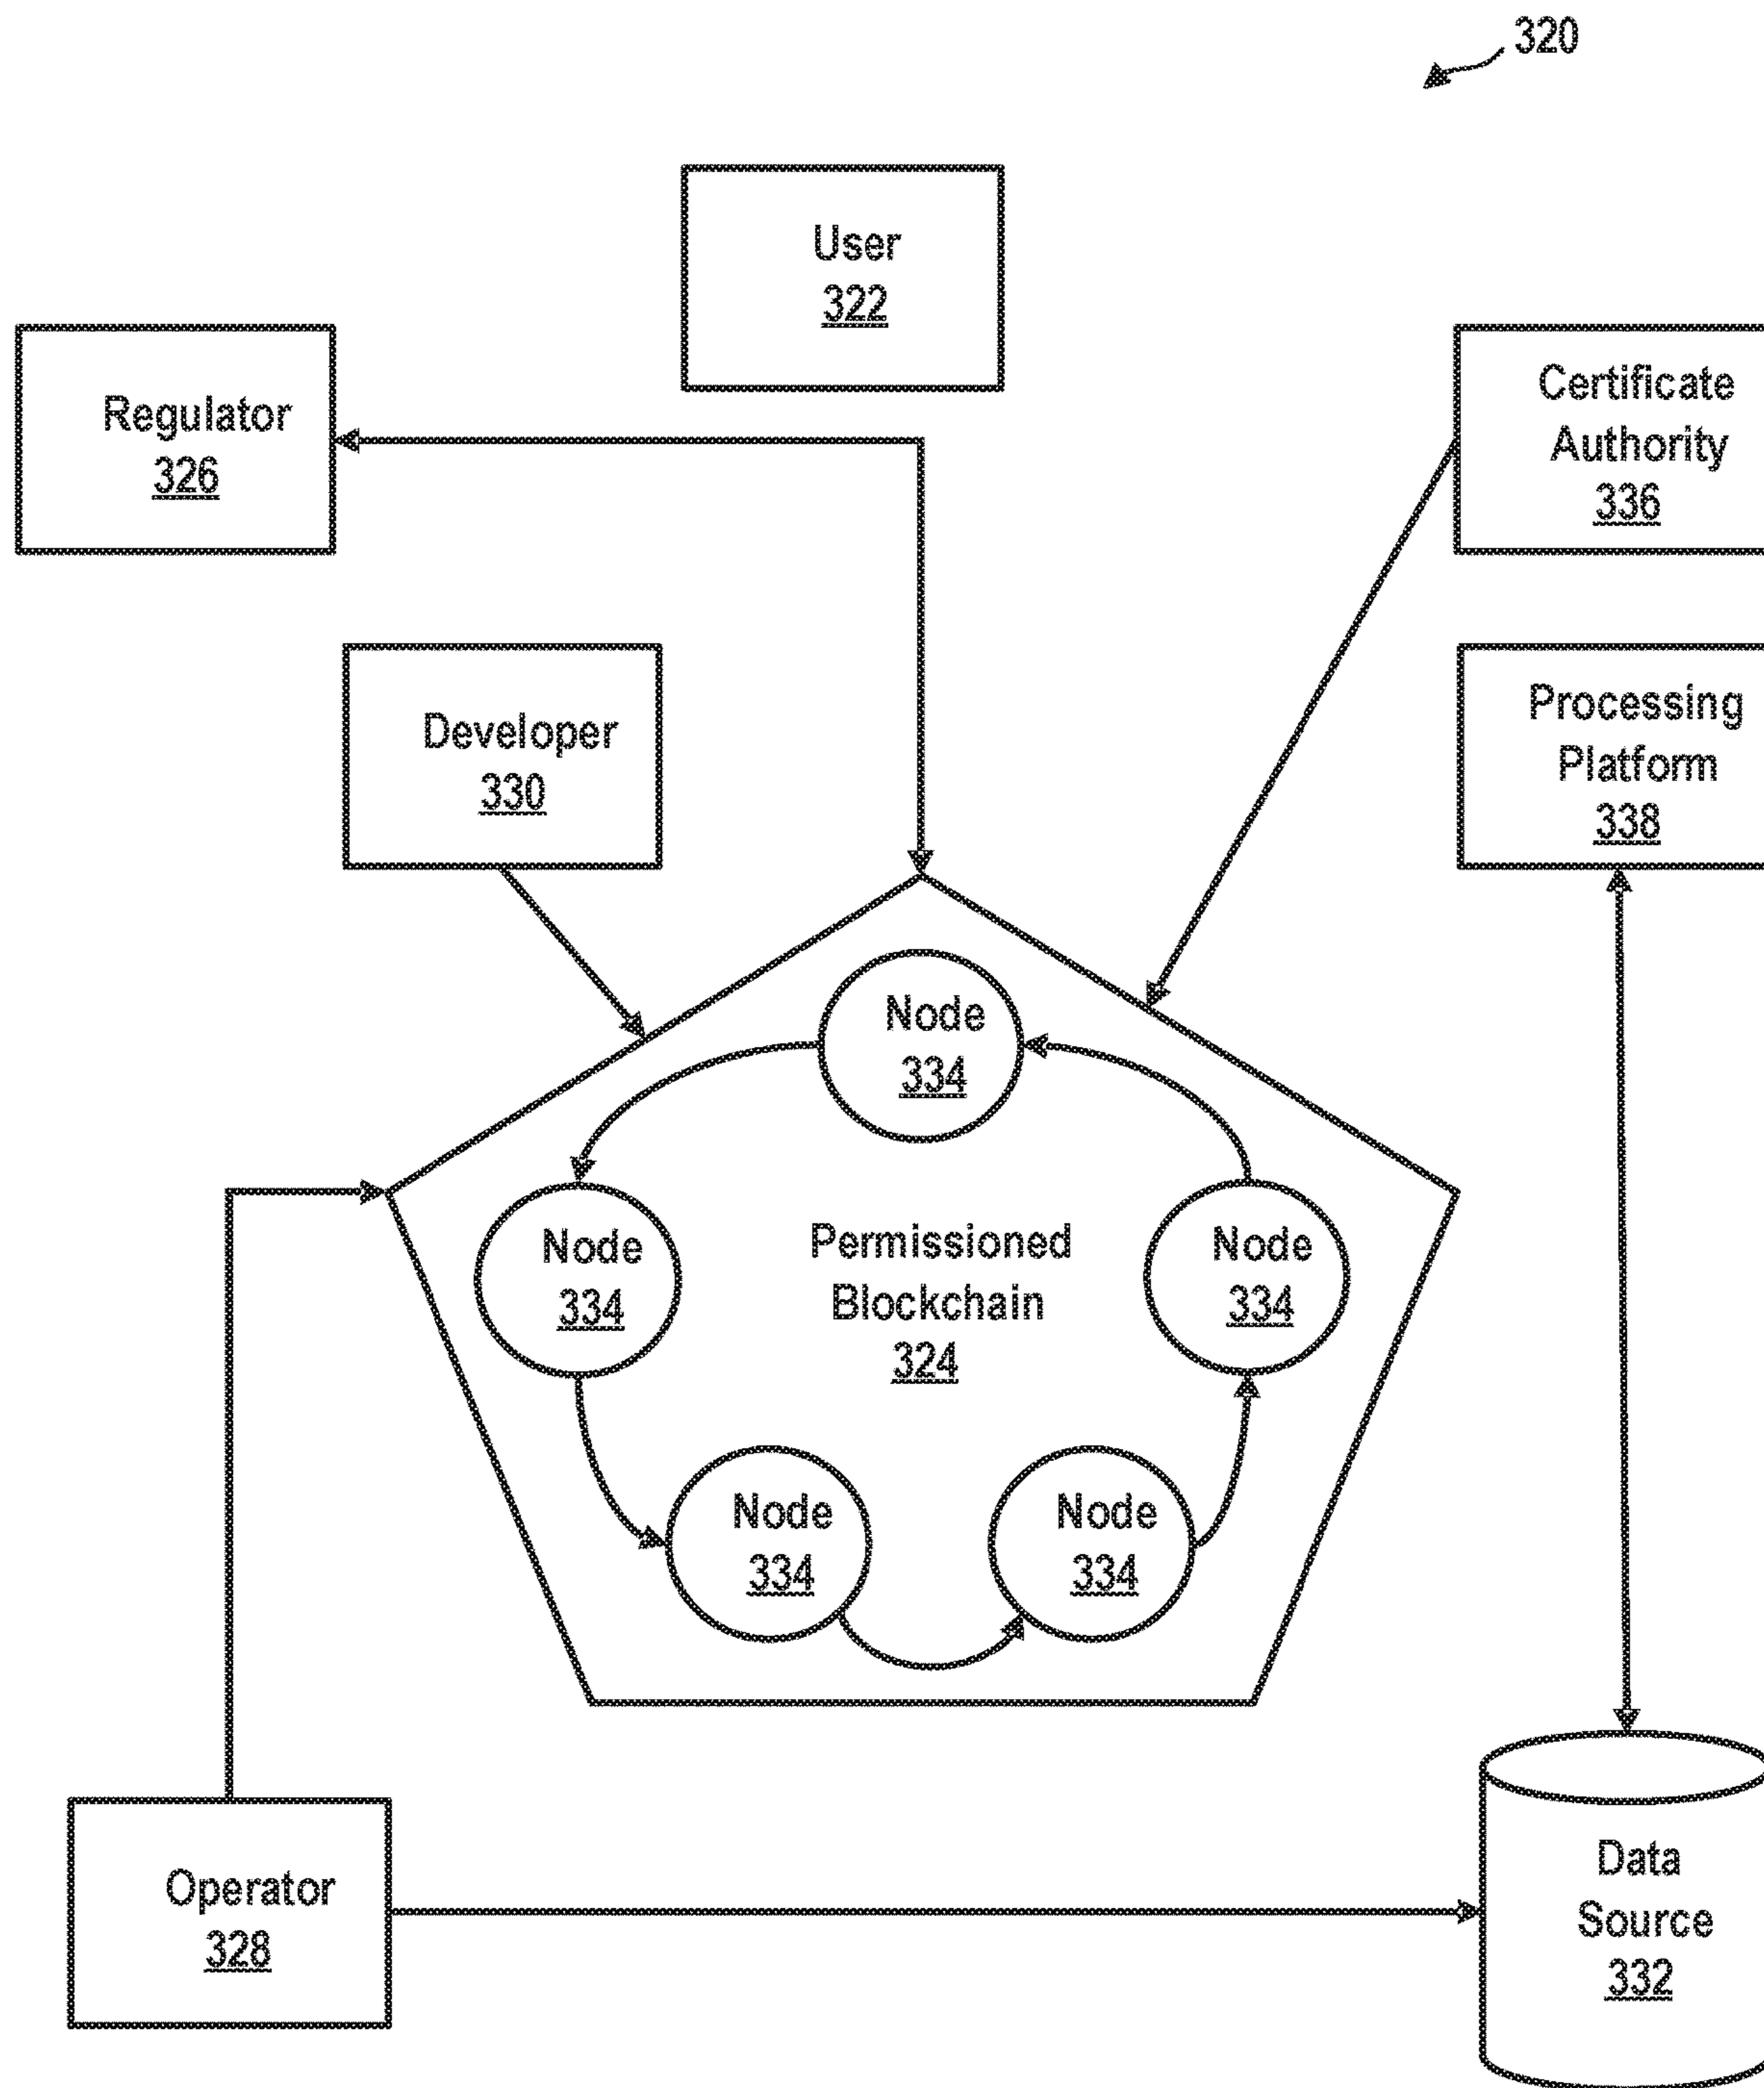 320
User
322
Regulator
326
Certificate
Authority
336
Developer
330
Processing
Platform
338
Node
334
Node
334
Permissioned
Blockchain
324
Node
334
Node
334
Node
334
Operator
328
Data
Source
332